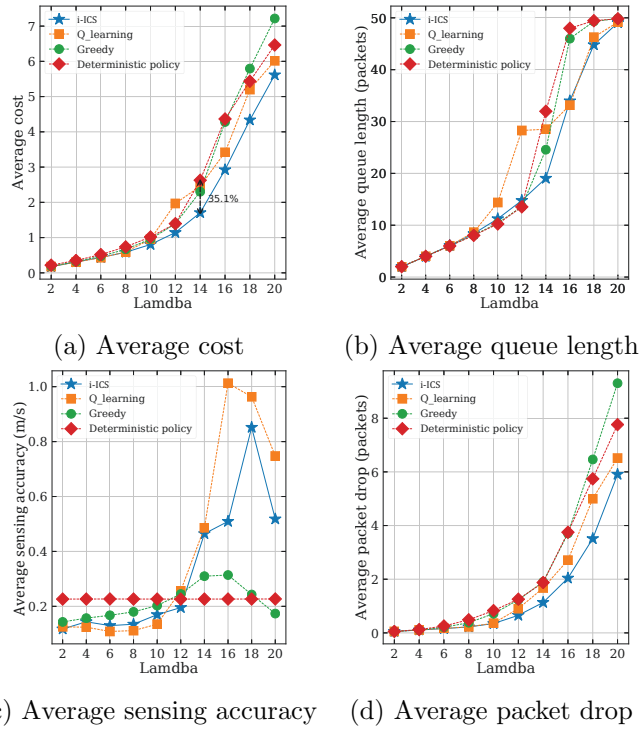 i-ICS
Q_learning
Greedy
Deterministic policy
7
6
5
4
3
2
1
0
Average cost
35.1%
2 4 6 8 10 12 14 16 18 20
Lamdba
(a) Average cost
i-ICS
Q_learning
Greedy
Deterministic policy
50
40
30
20
10
0
Average queue length (packets)
2 4 6 8 10 12 14 16 18 20
Lamdba
(b) Average queue length
i-ICS
Q_learning
Greedy
Deterministic policy
1.0
0.8
0.6
0.4
0.2
Average sensing accuracy (m/s)
2 4 6 8 10 12 14 16 18 20
Lamdba
c) Average sensing accuracy
i-ICS
Q_learning
Greedy
Deterministic policy
8
6
4
2
0
Average packet drop (packets)
2 4 6 8 10 12 14 16 18 20
Lamdba
(d) Average packet drop